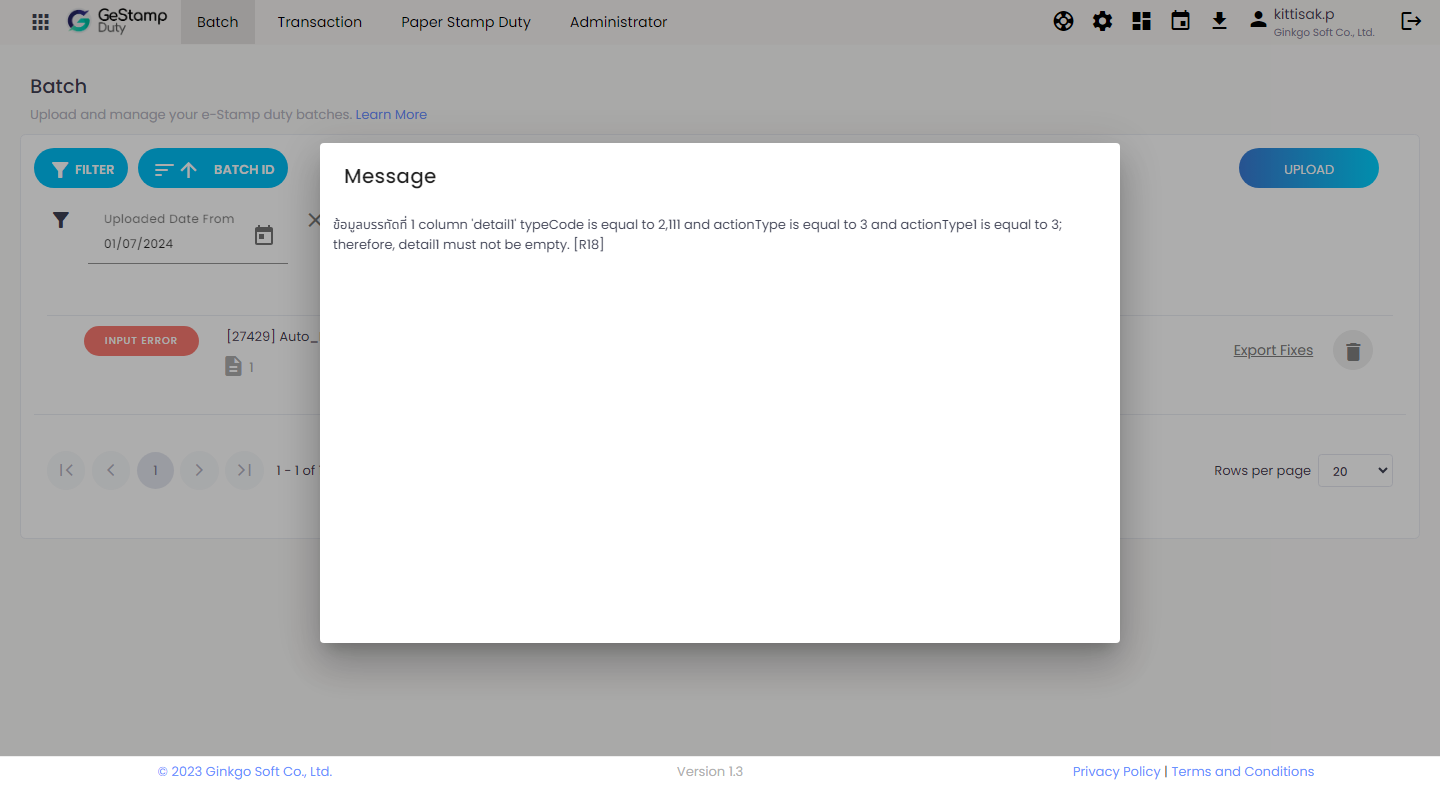 GeStamp
Duty
Batch
Transaction
Paper Stamp Duty
Administrator
kittisak.p
Ginkgo Soft Co., Ltd.
Batch
Upload and manage your e-Stamp duty batches. Learn More
FILTER
BATCH ID
UPLOAD
Uploaded Date From
01/07/2024
Message
ข้อมูลบรรทัดที่ 1 column 'detail1' typeCode is equal to 2,111 and actionType is equal to 3 and actionType1 is equal to 3;
therefore, detail1 must not be empty. [R18]
INPUT ERROR
[27429] Auto_
1
Export Fixes
1
1 - 1 of
Rows per page
20
© 2023 Ginkgo Soft Co., Ltd.
Version 1.3
Privacy Policy | Terms and Conditions